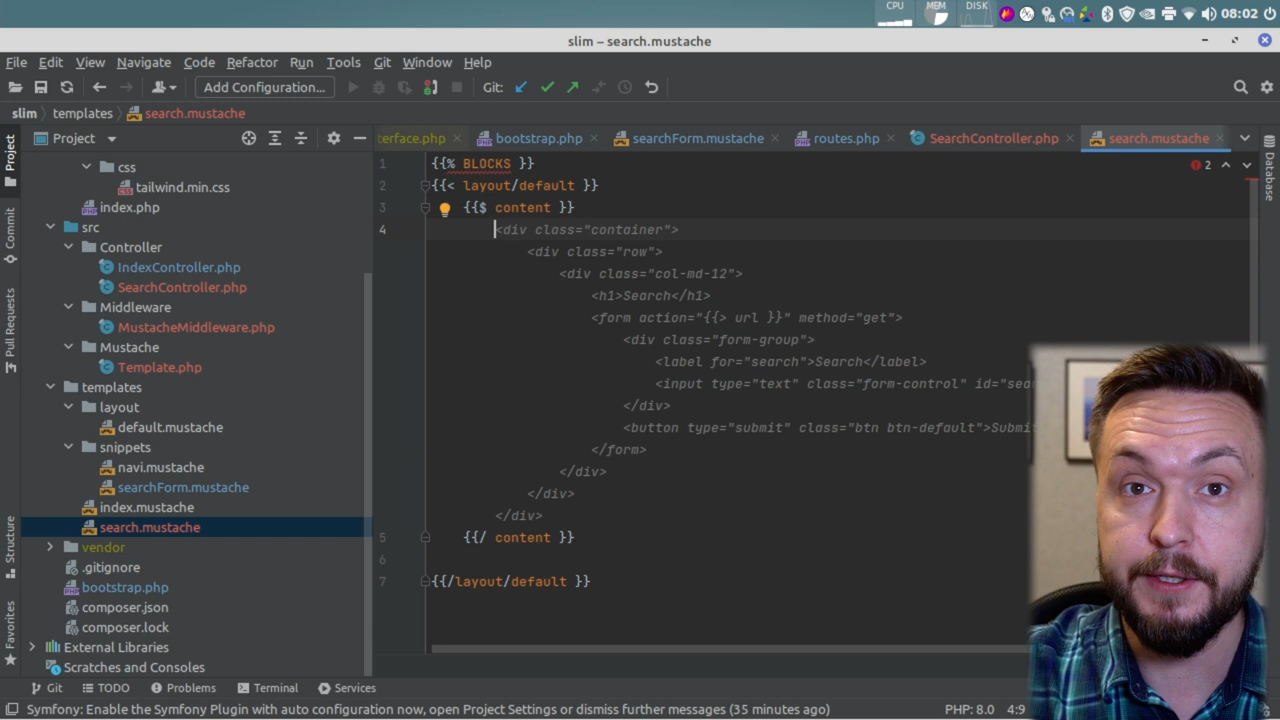 CPU MEM DISK 08:02
slim – search.mustache
File Edit View Navigate Code Refactor Run Tools Git Window Help
Add Configuration... Git:
slim templates search.mustache
Project terface.php bootstrap.php searchForm.mustache routes.php SearchController.php search.mustache
Project
Commit
Pull Requests
Structure
Favorites
css
tailwind.min.css
index.php
src
Controller
IndexController.php
SearchController.php
Middleware
MustacheMiddleware.php
Mustache
Template.php
templates
layout
default.mustache
snippets
navi.mustache
searchForm.mustache
index.mustache
search.mustache
vendor
.gitignore
bootstrap.php
composer.json
composer.lock
External Libraries
Scratches and Consoles
1 {{% BLOCKS }}
2 {{< layout/default }}
3 {{$ content }}
4 <div class="container">
<div class="row">
<div class="col-md-12">
<h1>Search</h1>
<form action="{{> url }}" method="get">
<div class="form-group">
<label for="search">Search</label>
<input type="text" class="form-control" id="sea
</div>
<button type="submit" class="btn btn-default">Submi
</form>
</div>
</div>
</div>
5 {{/ content }}
6
7 {{/layout/default }}
2
Database
Git TODO Problems Terminal Services
Symfony: Enable the Symfony Plugin with auto configuration now, open Project Settings or dismiss further messages (35 minutes ago) PHP: 8.0 4:9